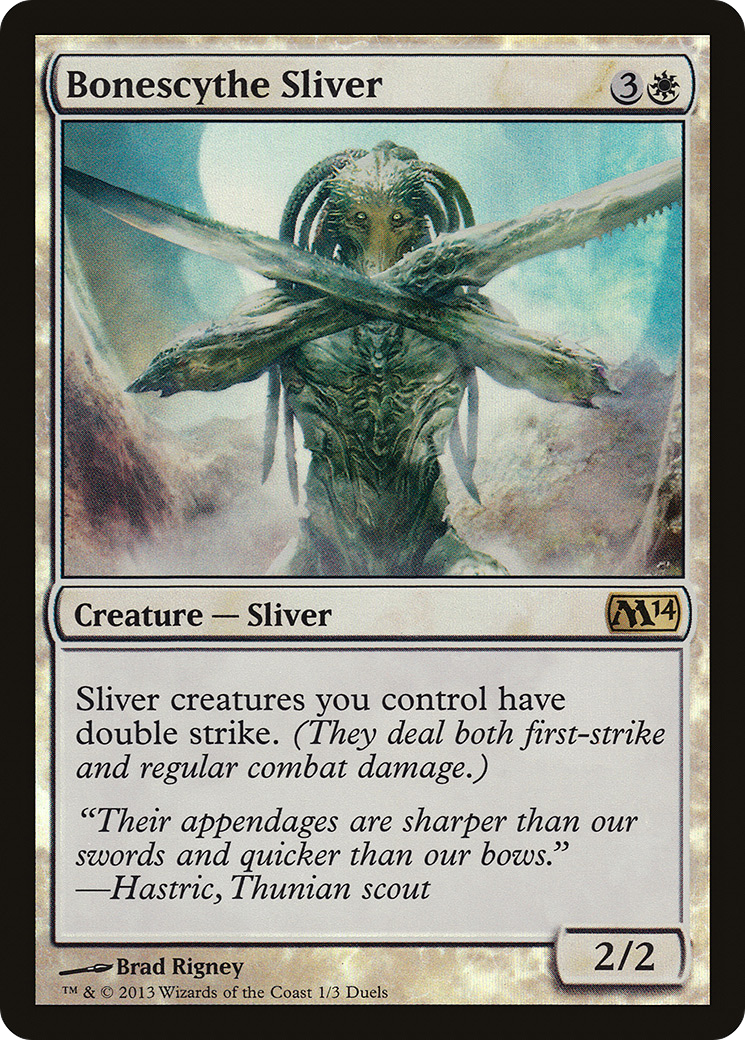 Bonescythe Sliver 3
Creature — Sliver M14
Sliver creatures you control have
double strike. (They deal both first-strike
and regular combat damage.)
“Their appendages are sharper than our
swords and quicker than our bows.”
—Hastric, Thunian scout
2/2
Brad Rigney
™ & © 2013 Wizards of the Coast 1/3 Duels